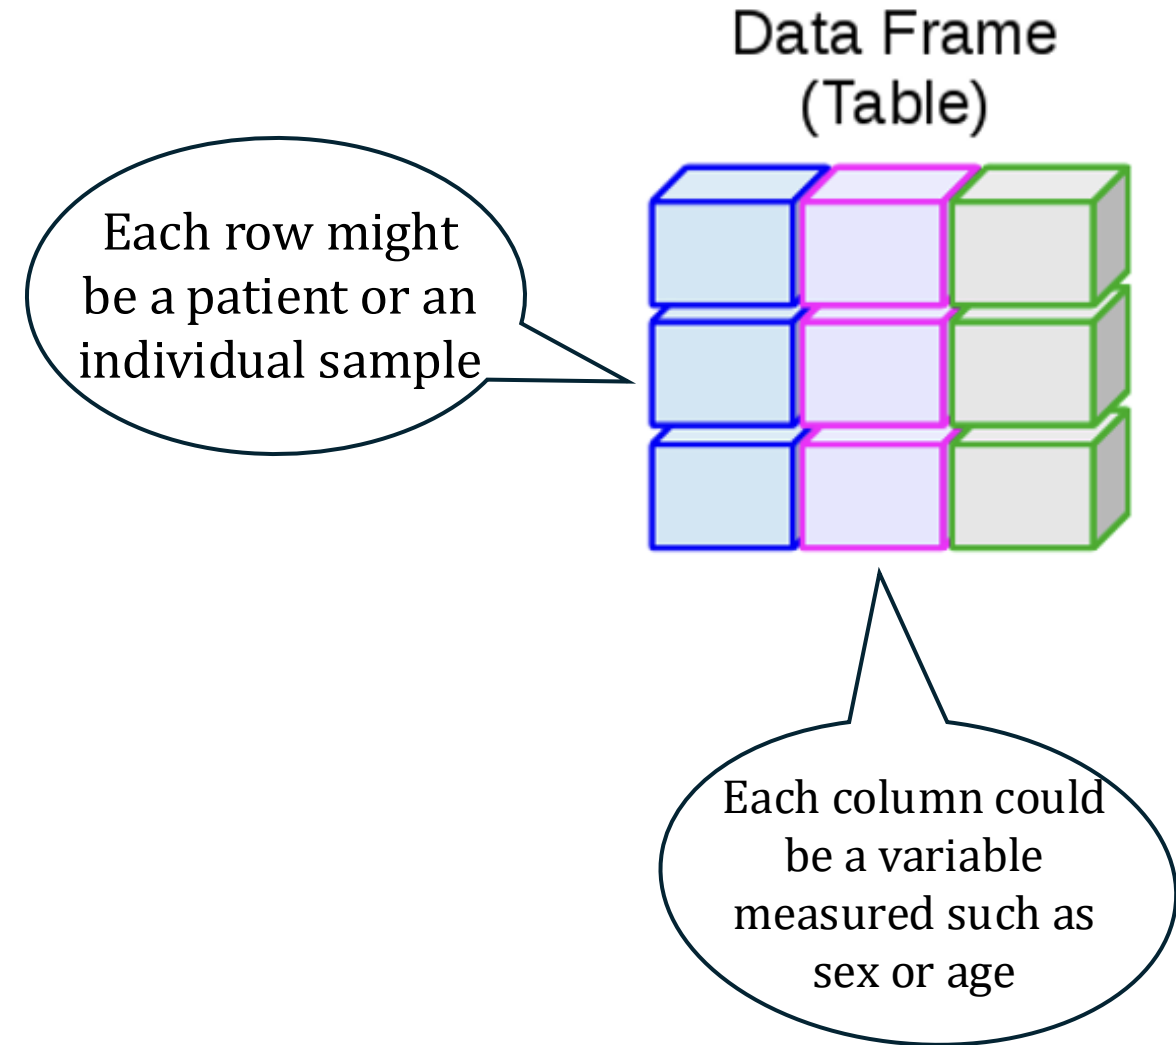 Data Frame
(Table)
Each row might
be a patient or an
individual sample
Each column could
be a variable
measured such as
sex or age